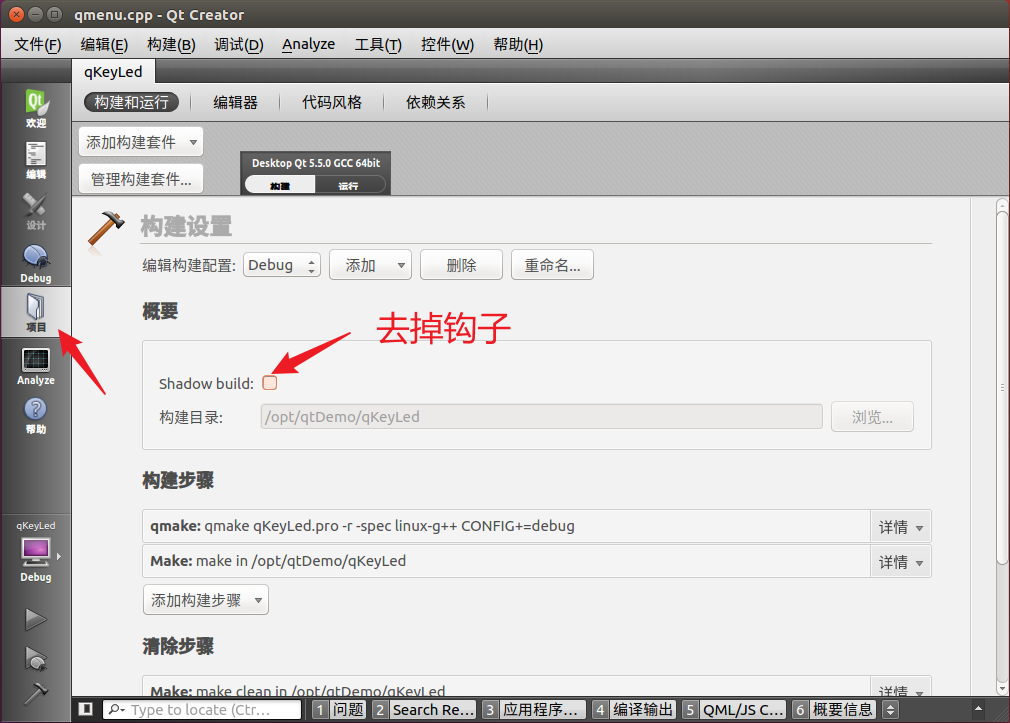 qmenu.cpp - Qt Creator
文件(F) 编辑(E) 构建(B) 调试(D) Analyze 工具(T) 控件(W) 帮助(H)
qKeyLed
构建和运行 编辑器 代码风格 依赖关系
欢迎
编辑
设计
Debug
项目
Analyze
帮助
qKeyLed
Debug
添加构建套件
管理构建套件...
Desktop Qt 5.5.0 GCC 64bit
构建 运行
构建设置
编辑构建配置: Debug 添加 删除 重命名...
概要
去掉钩子
Shadow build:
构建目录: /opt/qtDemo/qKeyLed 浏览...
构建步骤
qmake: qmake qKeyLed.pro -r -spec linux-g++ CONFIG+=debug 详情
Make: make in /opt/qtDemo/qKeyLed 详情
添加构建步骤
清除步骤
Make: make clean in /opt/qtDemo/qKeyLed 详情
Type to locate (Ctr... 1 问题 2 Search Re... 3 应用程序... 4 编译输出 5 QML/JS C... 6 概要信息